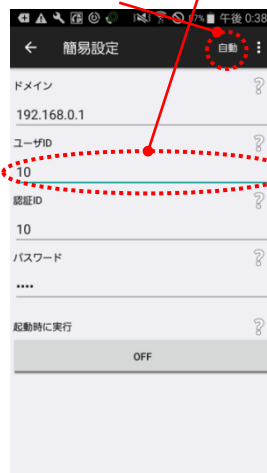 67% 午後 0:38
簡易設定 自動
ドメイン
192.168.0.1
ユーザID
10
認証ID
10
パスワード
••••
起動時に実行
OFF